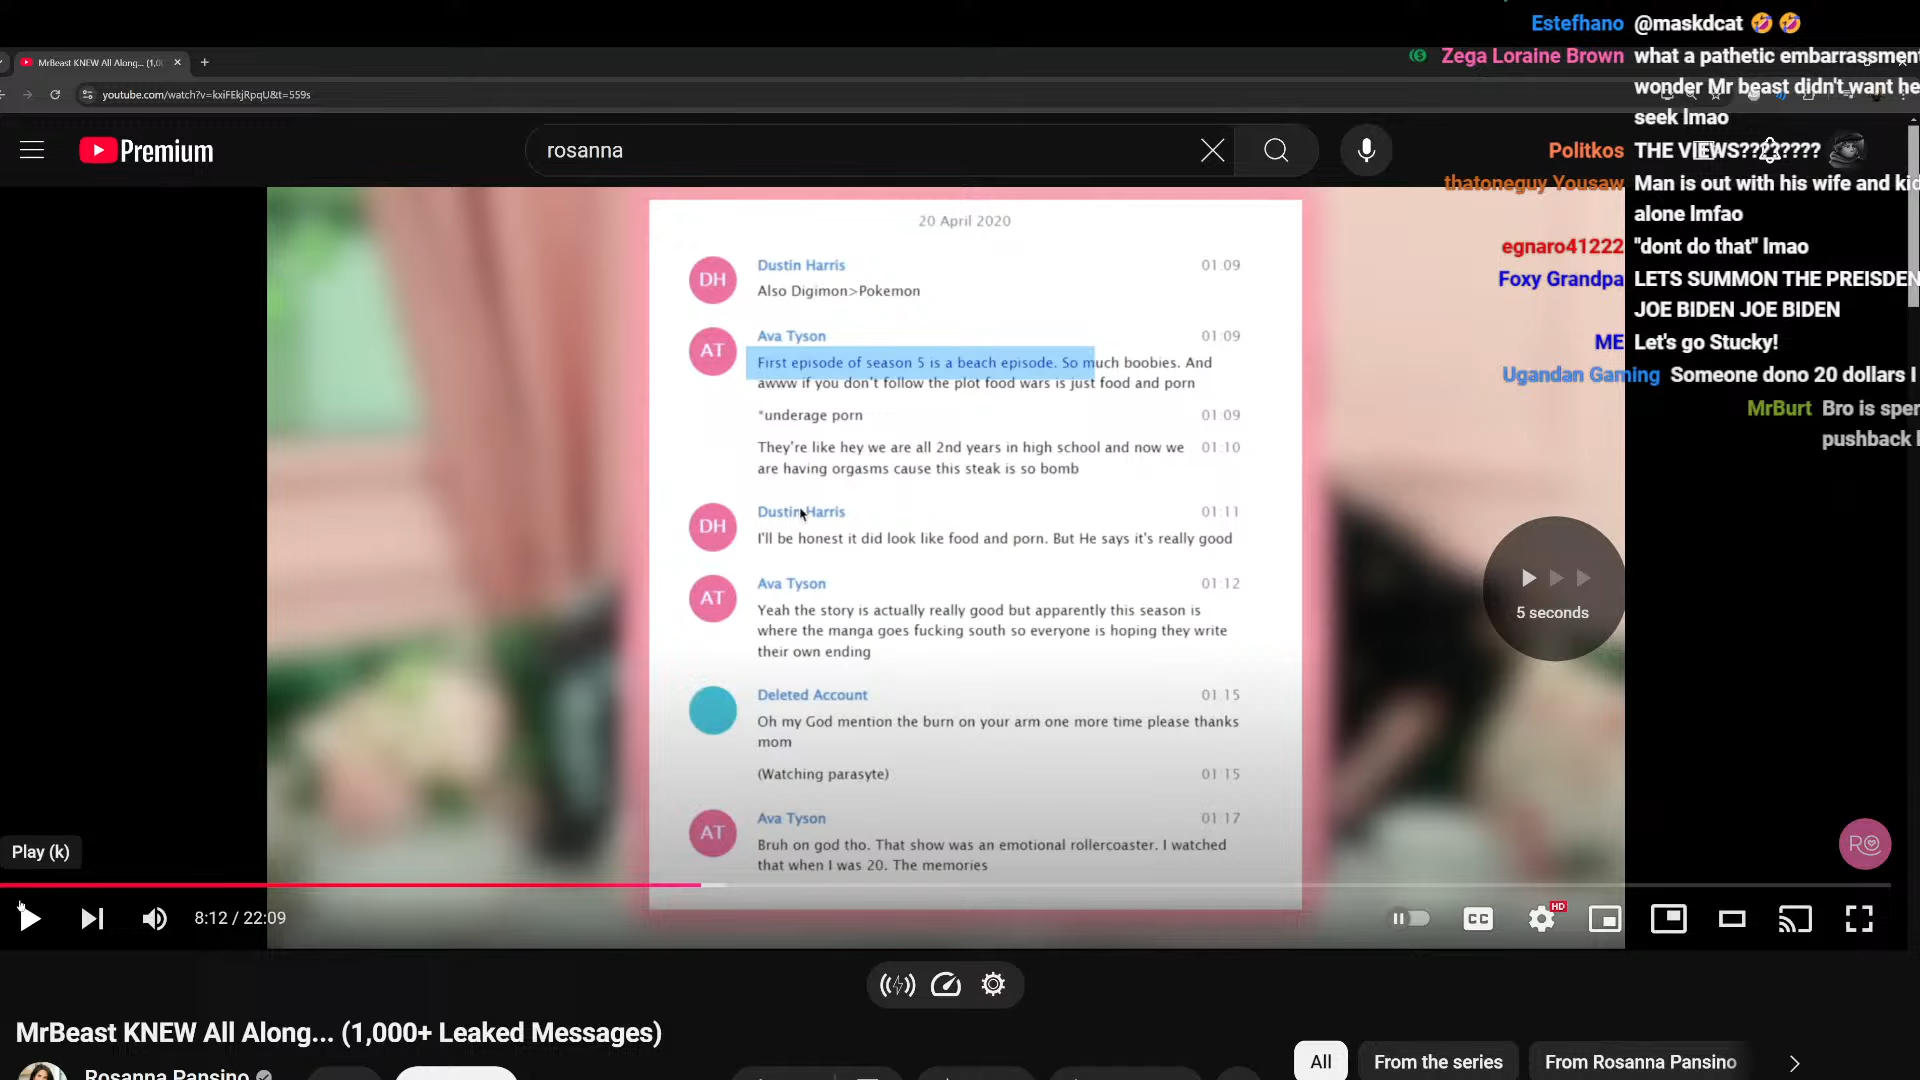 Estefhano @maskdcat 🤣 🤣
MrBeast KNEW All Along... (1,0
Zega Loraine Brown what a pathetic embarrassment
wonder Mr beast didn't want he
youtube.com/watch?v=kxiFEkjRpqU&t=559s
seek lmao
Premium
rosanna
Politkos THE VIEWS????????
thatoneguy Yousaw Man is out with his wife and kid
alone lmfao
egnaro41222 "dont do that" lmao
Foxy Grandpa LETS SUMMON THE PREISDEN
JOE BIDEN JOE BIDEN
ME Let's go Stucky!
Ugandan Gaming Someone dono 20 dollars I
MrBurt Bro is sper
pushback
20 April 2020
DH Dustin Harris 01:09
Also Digimon>Pokemon
AT Ava Tyson 01:09
First episode of season 5 is a beach episode. So much boobies. And
awww if you don't follow the plot food wars is just food and porn
*underage porn 01:09
They're like hey we are all 2nd years in high school and now we 01:10
are having orgasms cause this steak is so bomb
DH Dustin Harris 01:11
I'll be honest it did look like food and porn. But He says it's really good
AT Ava Tyson 01:12
Yeah the story is actually really good but apparently this season is
where the manga goes fucking south so everyone is hoping they write
their own ending
Deleted Account 01:15
Oh my God mention the burn on your arm one more time please thanks
mom
(Watching parasyte) 01:15
AT Ava Tyson 01:17
Bruh on god tho. That show was an emotional rollercoaster. I watched
that when I was 20. The memories
5 seconds
Play (k)
8:12 / 22:09
CC
HD
MrBeast KNEW All Along... (1,000+ Leaked Messages)
Rosanna Pansino
All From the series From Rosanna Pansino